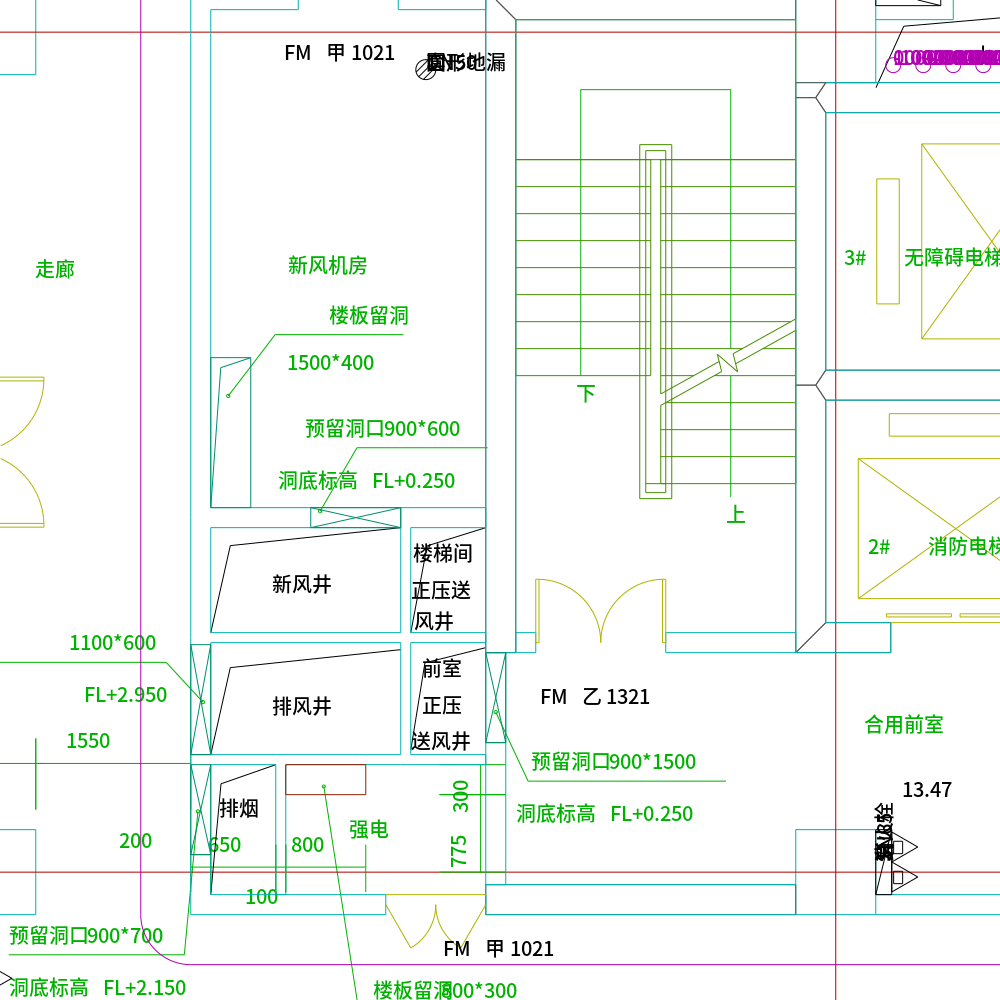 FM 甲 1021
圆形地漏
走廊
新风机房
3# 无障碍电梯
楼板留洞
1500*400
下
预留洞口900*600
洞底标高 FL+0.250
上
2# 消防电梯
新风井
楼梯间
正压送
风井
1100*600
FL+2.950
排风井
前室
正压
送风井
FM 乙 1321
合用前室
1550
预留洞口900*1500
13.47
洞底标高 FL+0.250
排烟
强电
300
775
200
650
800
100
预留洞口900*700
FM 甲 1021
洞底标高 FL+2.150
楼板留洞
800*300